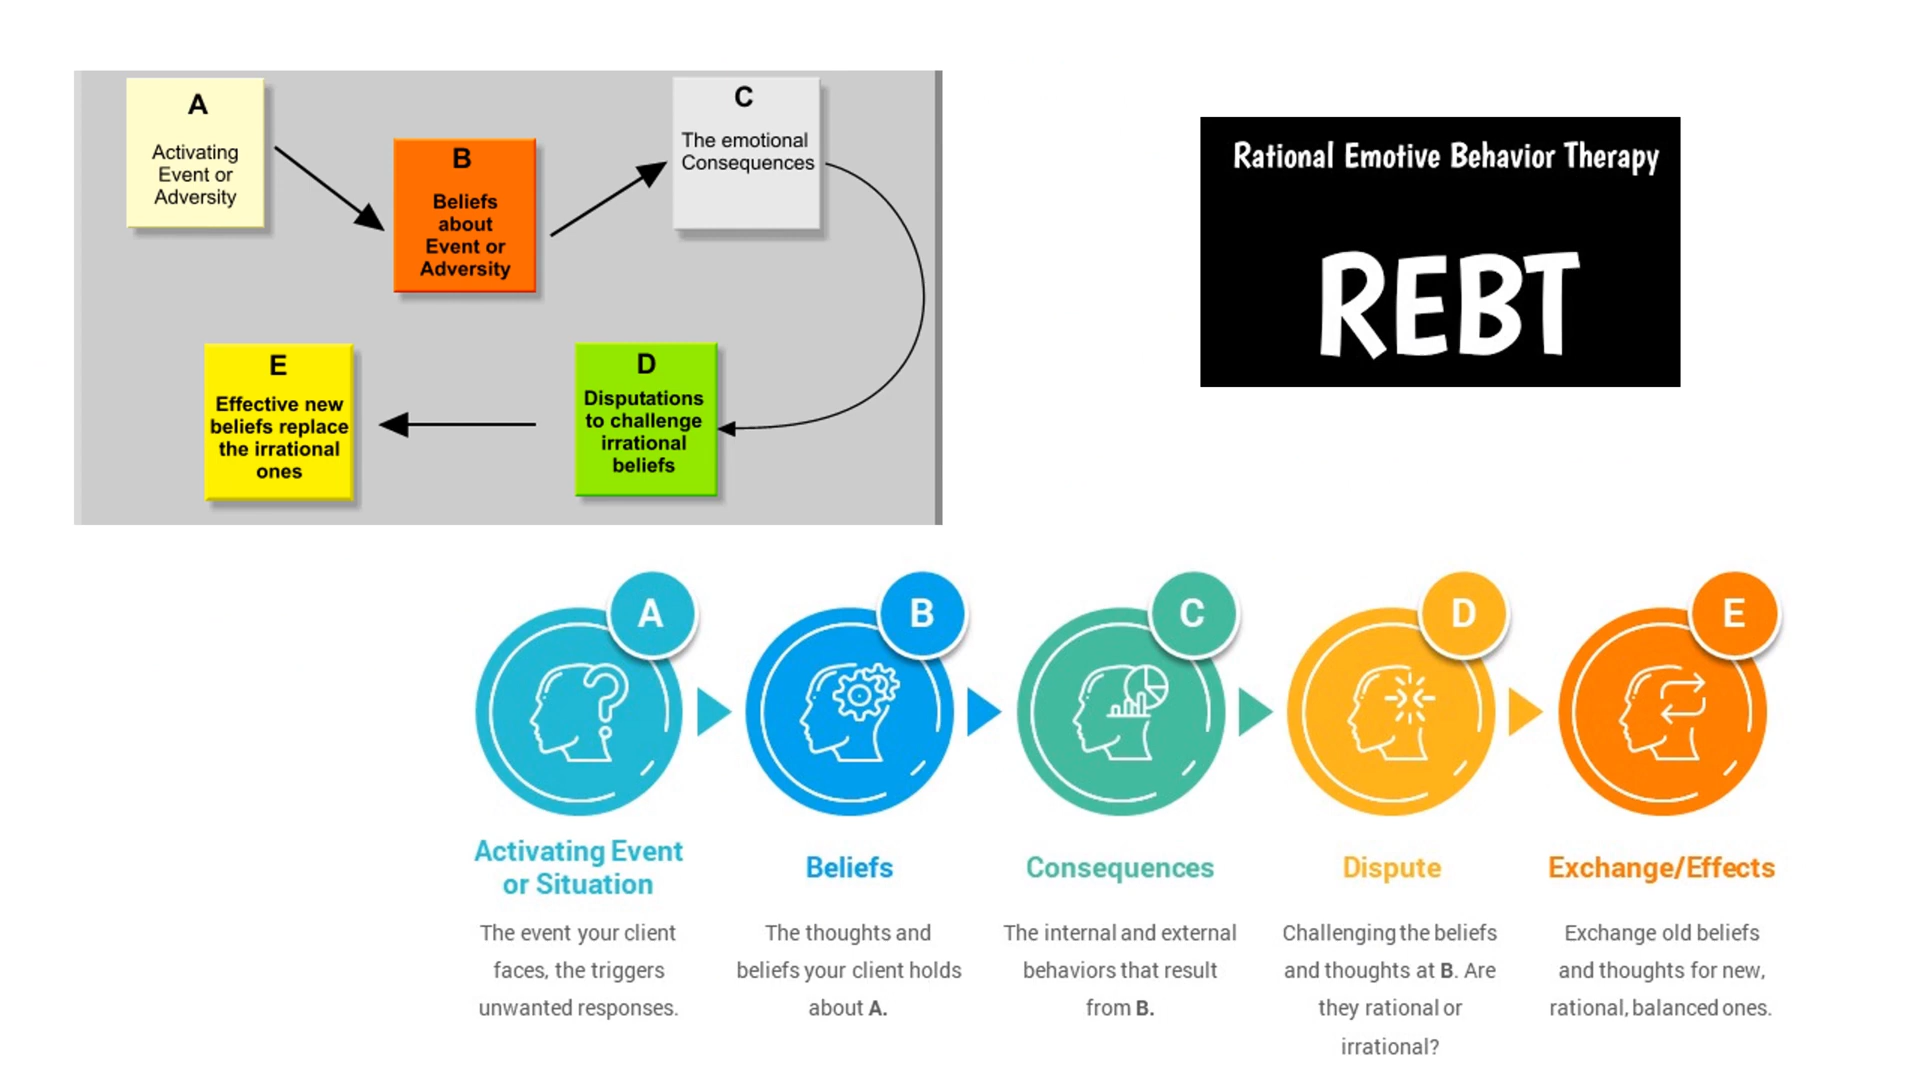 A
Activating
Event or
Adversity
B
Beliefs
about
Event or
Adversity
C
The emotional
Consequences
D
Disputations
to challenge
irrational
beliefs
E
Effective new
beliefs replace
the irrational
ones
Rational Emotive Behavior Therapy
REBT
A
Activating Event
or Situation
The event your client
faces, the triggers
unwanted responses.
B
Beliefs
The thoughts and
beliefs your client holds
about A.
C
Consequences
The internal and external
behaviors that result
from B.
D
Dispute
Challenging the beliefs
and thoughts at B. Are
they rational or
irrational?
E
Exchange/Effects
Exchange old beliefs
and thoughts for new,
rational, balanced ones.